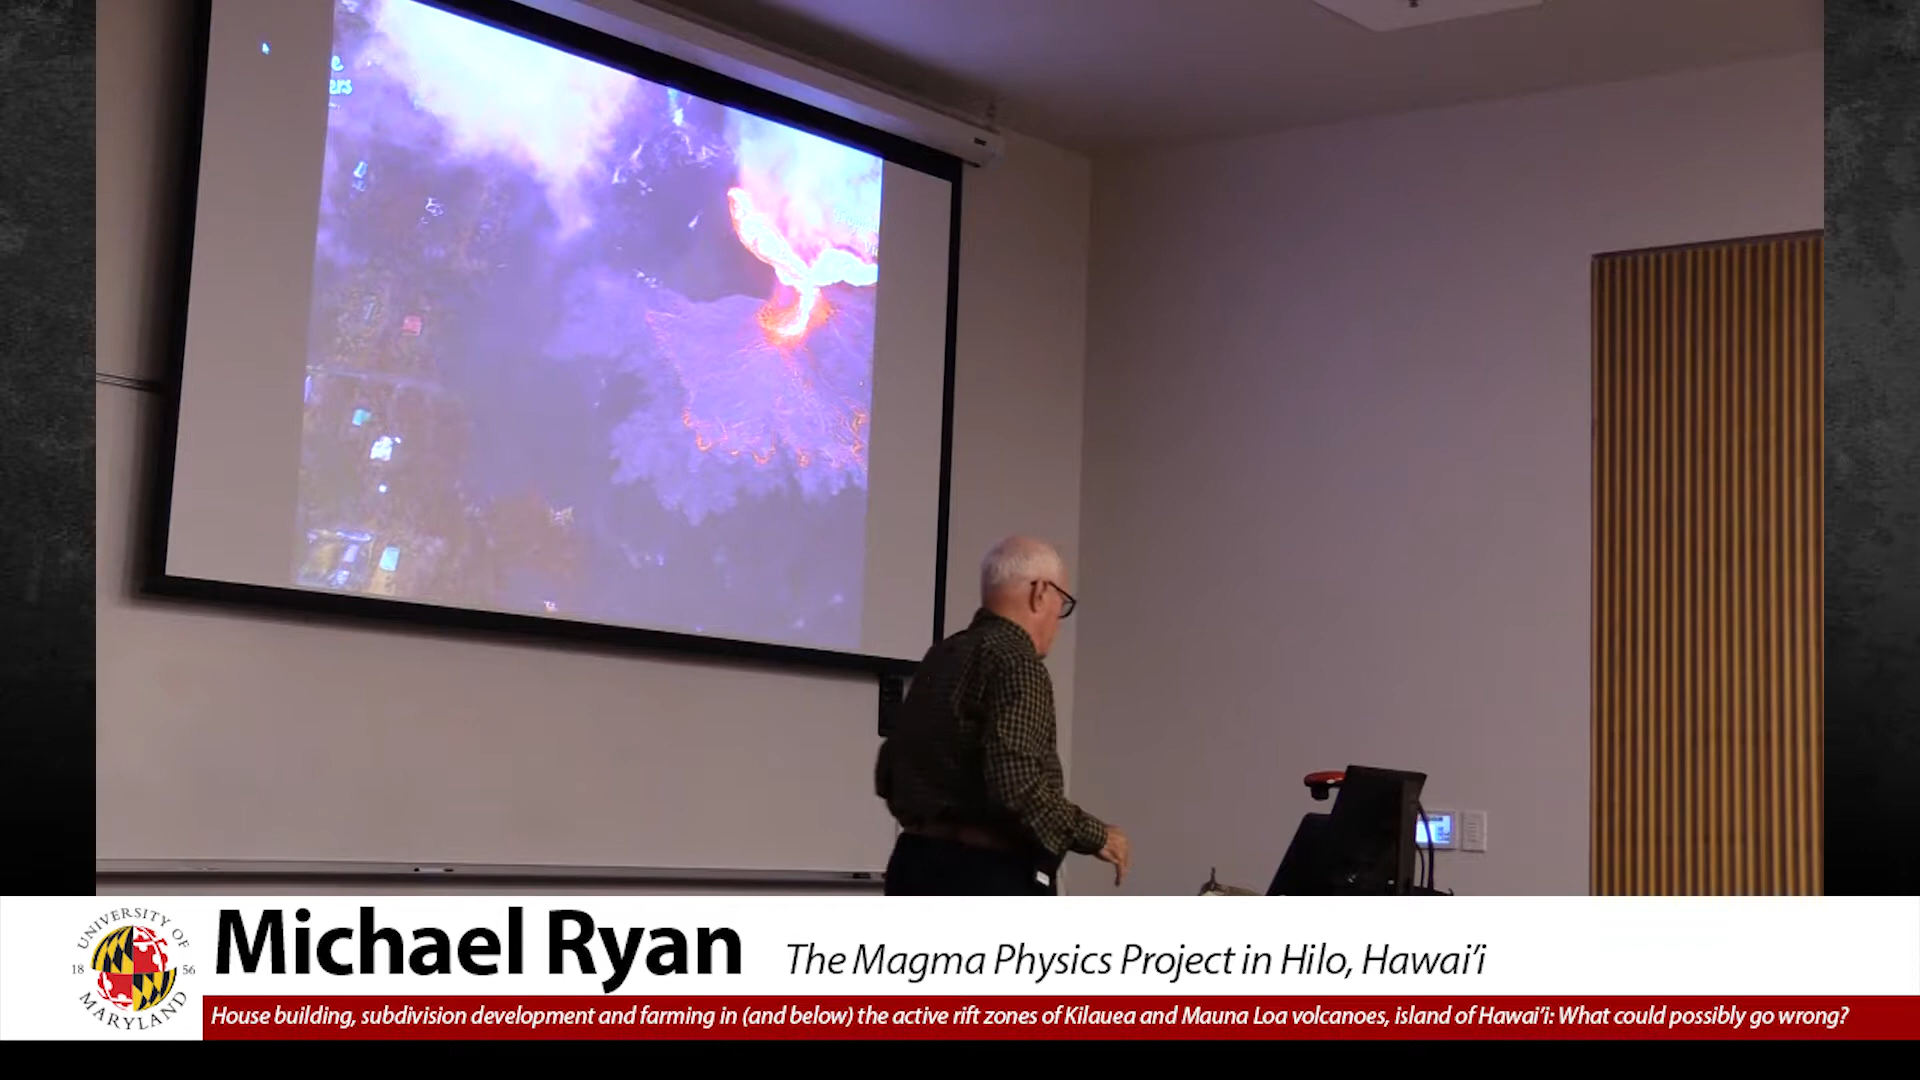 UNIVERSITY OF
18 56
MARYLAND
Michael Ryan
The Magma Physics Project in Hilo, Hawai‘i
House building, subdivision development and farming in (and below) the active rift zones of Kilauea and Mauna Loa volcanoes, island of Hawai‘i: What could possibly go wrong?